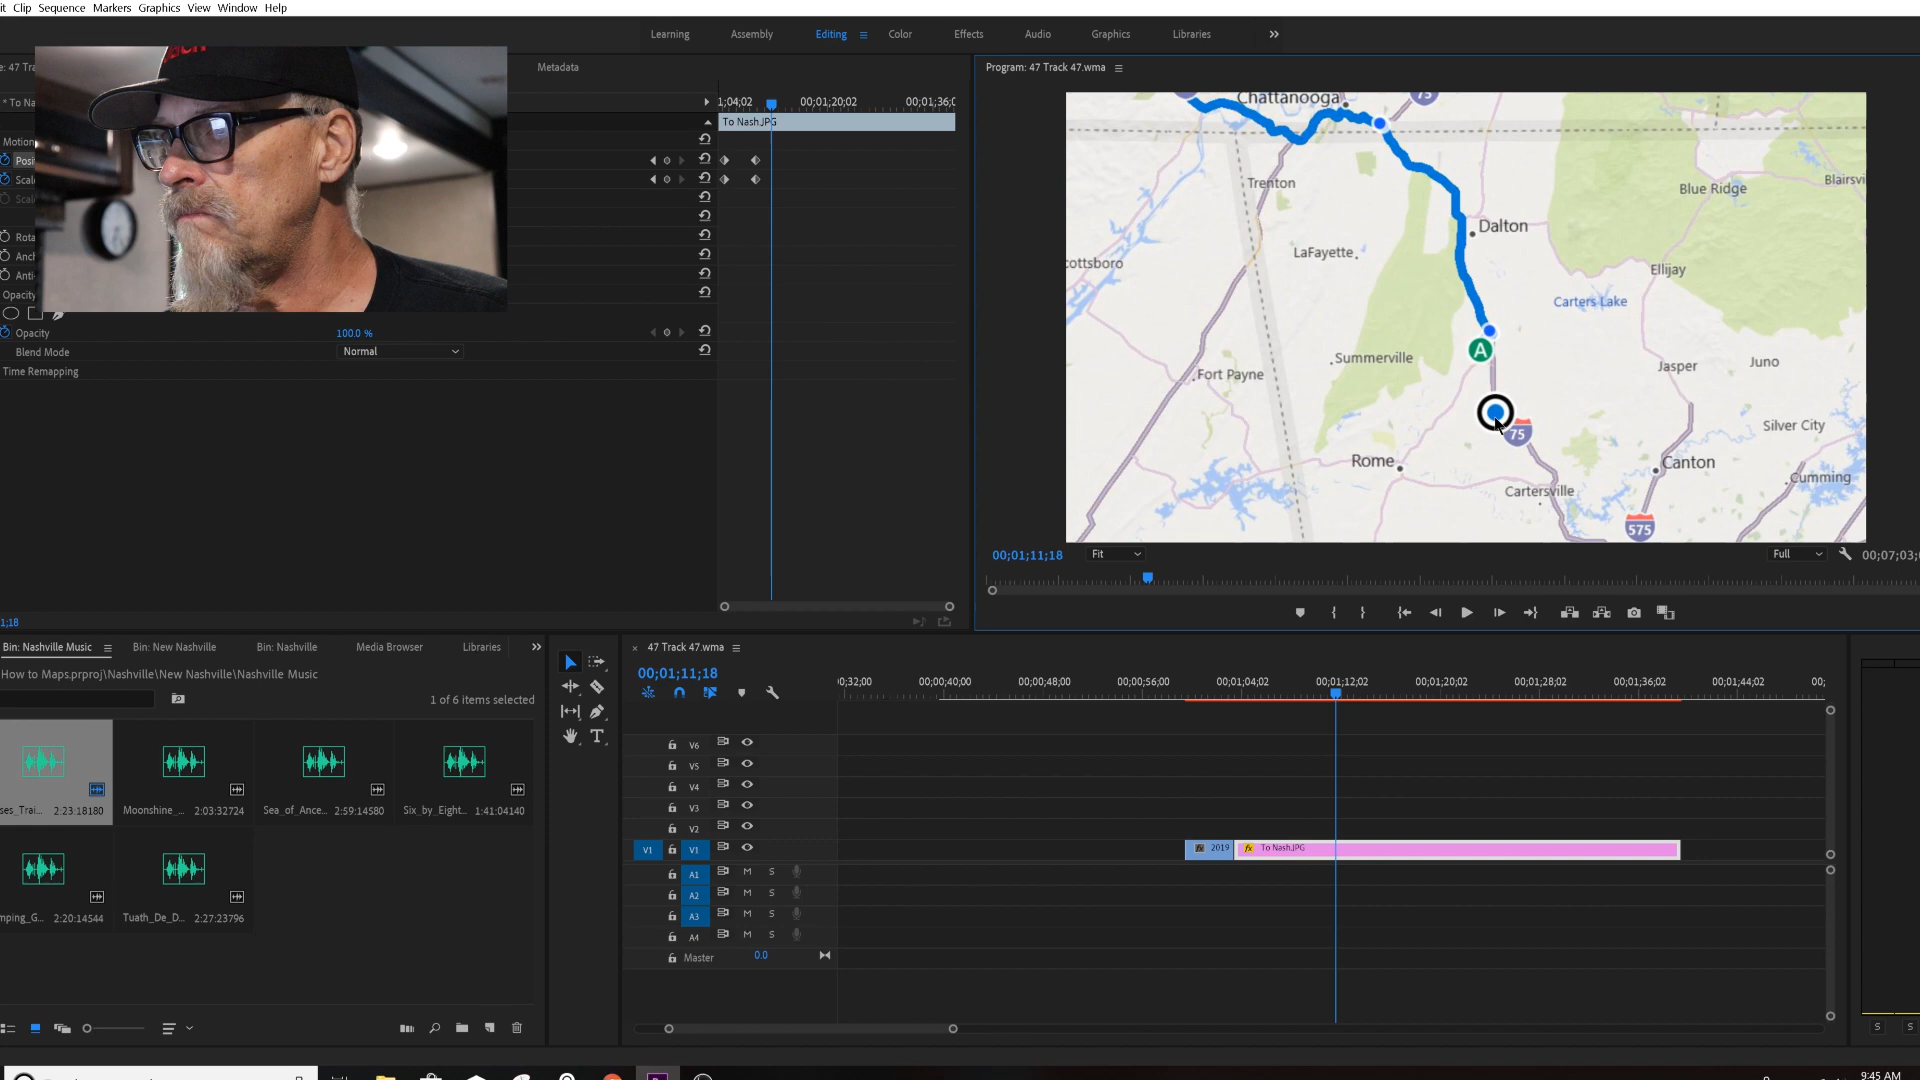 it Clip Sequence Markers Graphics View Window Help
Learning Assembly Editing Color Effects Audio Graphics Libraries
e: 47 Tra
Metadata
Program: 47 Track 47.wma
* To Na
1;04;02 00;01;20;02 00;01;36;0
To Nash.JPG
Motion
Posi
Scale
Scal
Rota
Anch
Anti-
Opacity
Opacity 100.0 %
Blend Mode Normal
Time Remapping
1;18
Chattanooga
75
Trenton
Blue Ridge
Blairsvi
Dalton
LaFayette
cottsboro
Ellijay
Carters Lake
A
Summerville
Fort Payne
Jasper
Juno
75
Silver City
Rome
Canton
Cartersville
Cumming
575
00;01;11;18 Fit Full 00;07;03;
Bin: Nashville Music Bin: New Nashville Bin: Nashville Media Browser Libraries
How to Maps.prproj\Nashville\New Nashville\Nashville Music
1 of 6 items selected
ses_Trai... 2:23:18180 Moonshine_... 2:03:32724 Sea_of_Ance... 2:59:14580 Six_by_Eight... 1:41:04140
mping_G... 2:20:14544 Tuath_De_D... 2:27:23796
× 47 Track 47.wma
00;01;11;18
0;32;00 00;00;40;00 00;00;48;00 00;00;56;00 00;01;04;02 00;01;12;02 00;01;20;02 00;01;28;02 00;01;36;02 00;01;44;02 00;
V6
V5
V4
V3
V2
V1 V1
fx 2019 fx To Nash.JPG
A1 M S
A2 M S
A3 M S
A4 M S
Master 0.0
S S
9:45 AM